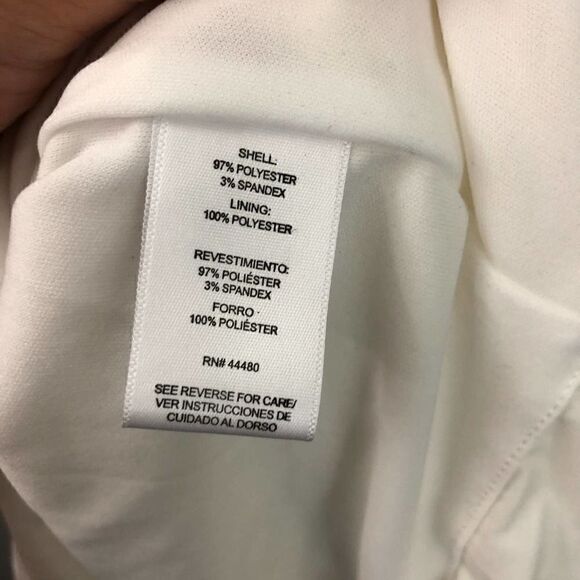 SHELL:
97% POLYESTER
3% SPANDEX
LINING:
100% POLYESTER
REVESTIMIENTO:
97% POLIÉSTER
3% SPANDEX
FORRO
100% POLIÉSTER
RN# 44480
SEE REVERSE FOR CARE/
VER INSTRUCCIONES DE
CUIDADO AL DORSO